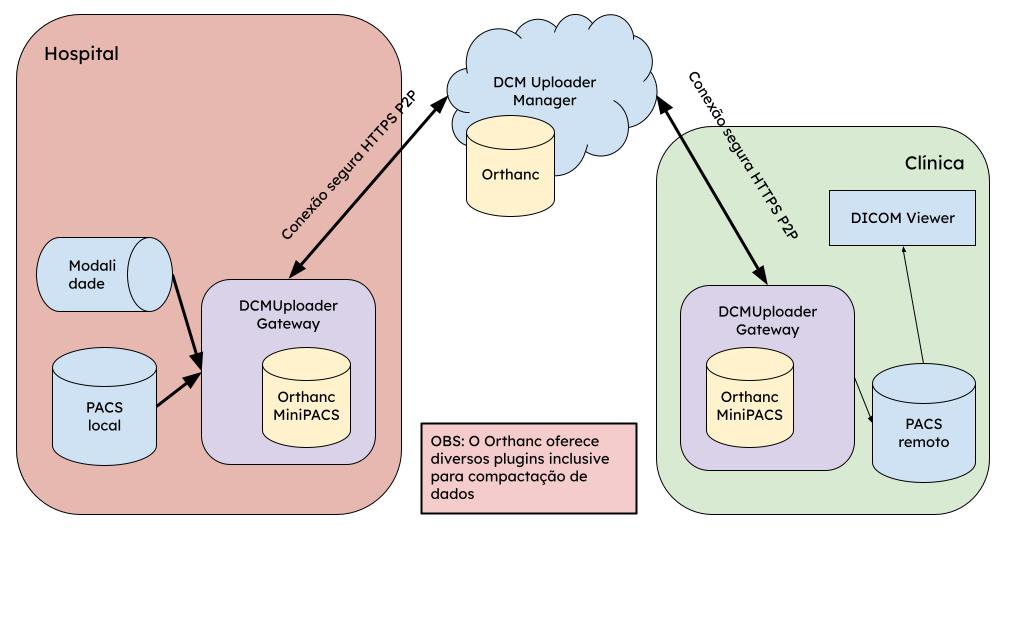 Hospital
DCM Uploader
Manager
Orthanc
Conexão segura HTTPS P2P
Conexão segura HTTPS P2P
Clínica
DICOM Viewer
Modali
dade
DCMUploader
Gateway
Orthanc
MiniPACS
PACS
local
DCMUploader
Gateway
Orthanc
MiniPACS
PACS
remoto
OBS: O Orthanc oferece
diversos plugins inclusive
para compactação de
dados